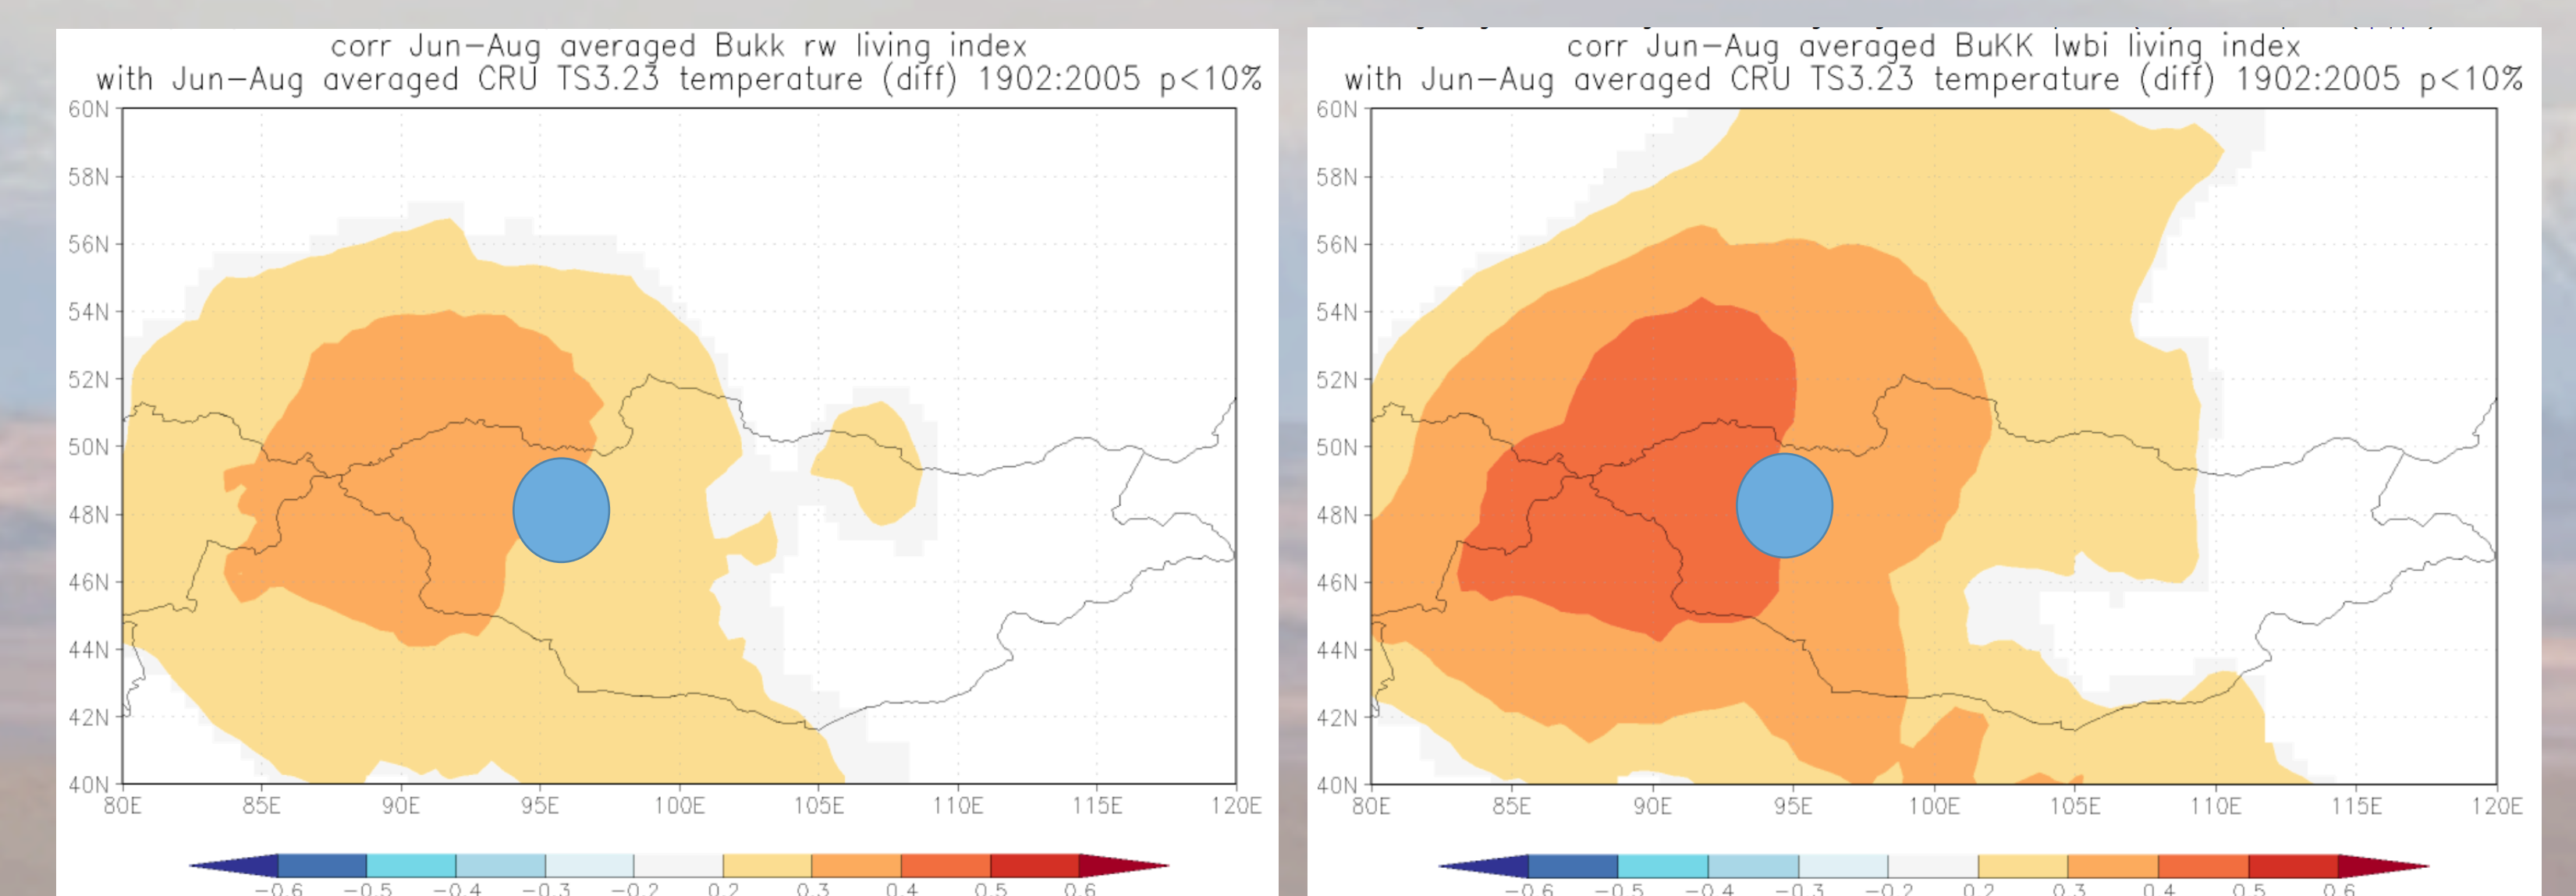 corr Jun-Aug averaged Bukk rw living index
with Jun-Aug averaged CRU TS3.23 temperature (diff) 1902:2005 p<10%
60N
58N
56N
54N
52N
50N
48N
46N
44N
42N
40N
80E 85E 90E 95E 100E 105E 110E 115E 120E
-0.6 -0.5 -0.4 -0.3 -0.2 0.2 0.3 0.4 0.5 0.6
corr Jun-Aug averaged BuKK lwbi living index
with Jun-Aug averaged CRU TS3.23 temperature (diff) 1902:2005 p<10%
60N
58N
56N
54N
52N
50N
48N
46N
44N
42N
40N
80E 85E 90E 95E 100E 105E 110E 115E 120E
-0.6 -0.5 -0.4 -0.3 -0.2 0.2 0.3 0.4 0.5 0.6